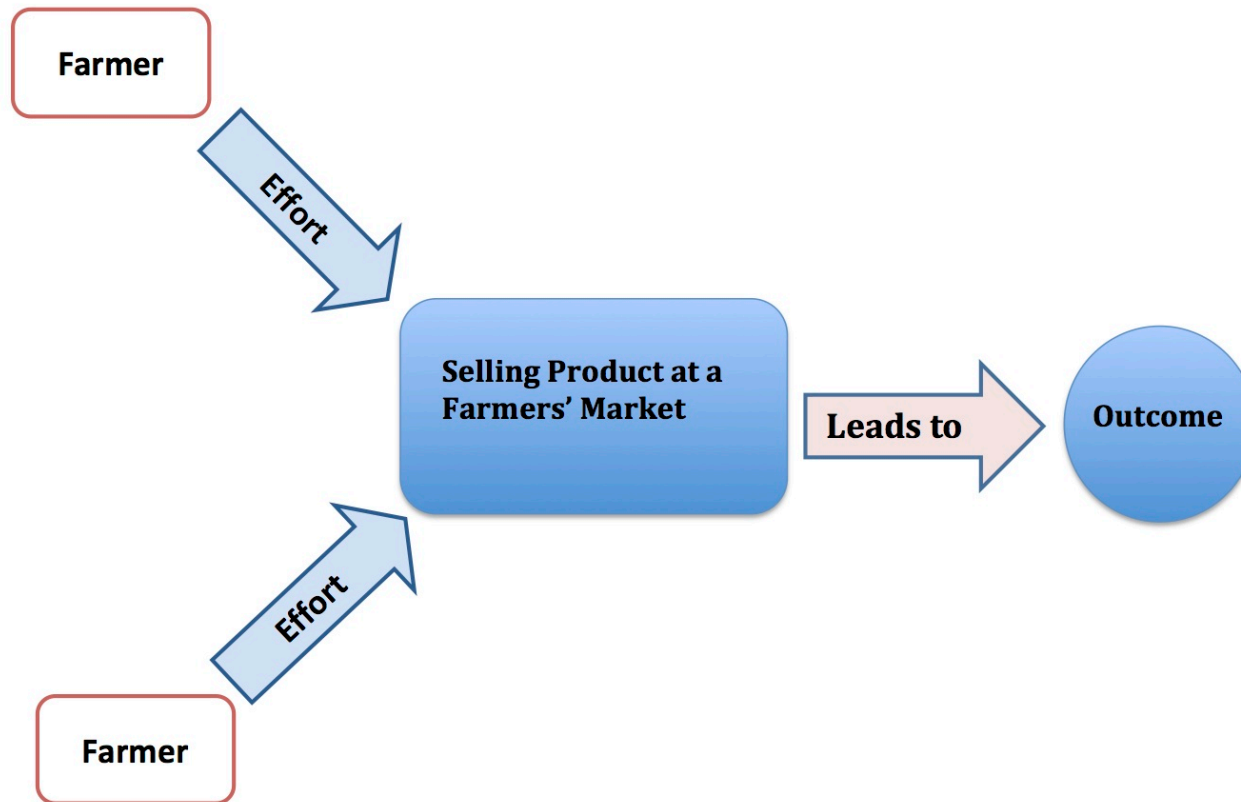 Farmer
Effort
Selling Product at a
Farmers’ Market
Leads to
Outcome
Effort
Farmer